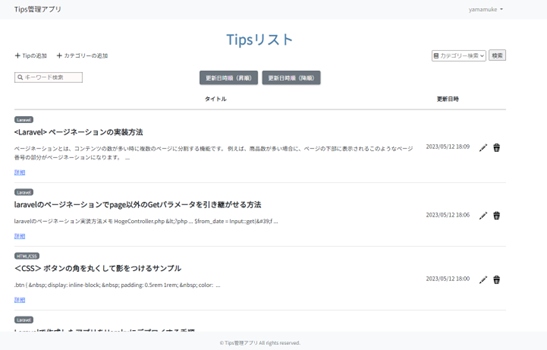 Tips管理アプリ
yamamuke
Tipsリスト
+ Tipの追加 + カテゴリーの追加
カテゴリー検索 検索
キーワード検索
更新日時順（昇順） 更新日時順（降順）
タイトル 更新日時
Laravel
<Laravel> ページネーションの実装方法
ページネーションとは、コンテンツの数が多い時に複数のページに分割する機能です。 例えば、商品数が多い場合に、ページの下部に表示されるこのようなページ
番号の部分がページネーションになります。 ...
2023/05/12 18:09
詳細
Laravel
laravelのページネーションでpage以外のGetパラメータを引き継がせる方法
laravelのページネーション実装方法メモ HogeController.php &lt;?php ... $from_date = Input::get(&#39;f ...
2023/05/12 18:06
詳細
HTML/CSS
＜CSS＞ ボタンの角を丸くして影をつけるサンプル
.btn { &nbsp; display: inline-block; &nbsp; padding: 0.5rem 1rem; &nbsp; color: ...
2023/05/12 18:00
詳細
Laravel
© Tips管理アプリ All rights reserved.